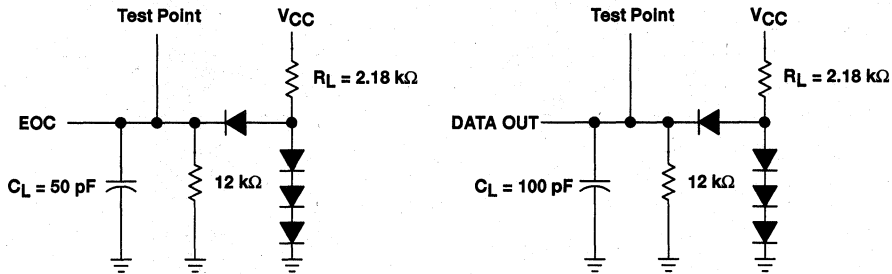 Test Point
VCC
RL = 2.18 kΩ
EOC
CL = 50 pF
12 kΩ
Test Point
VCC
RL = 2.18 kΩ
DATA OUT
CL = 100 pF
12 kΩ